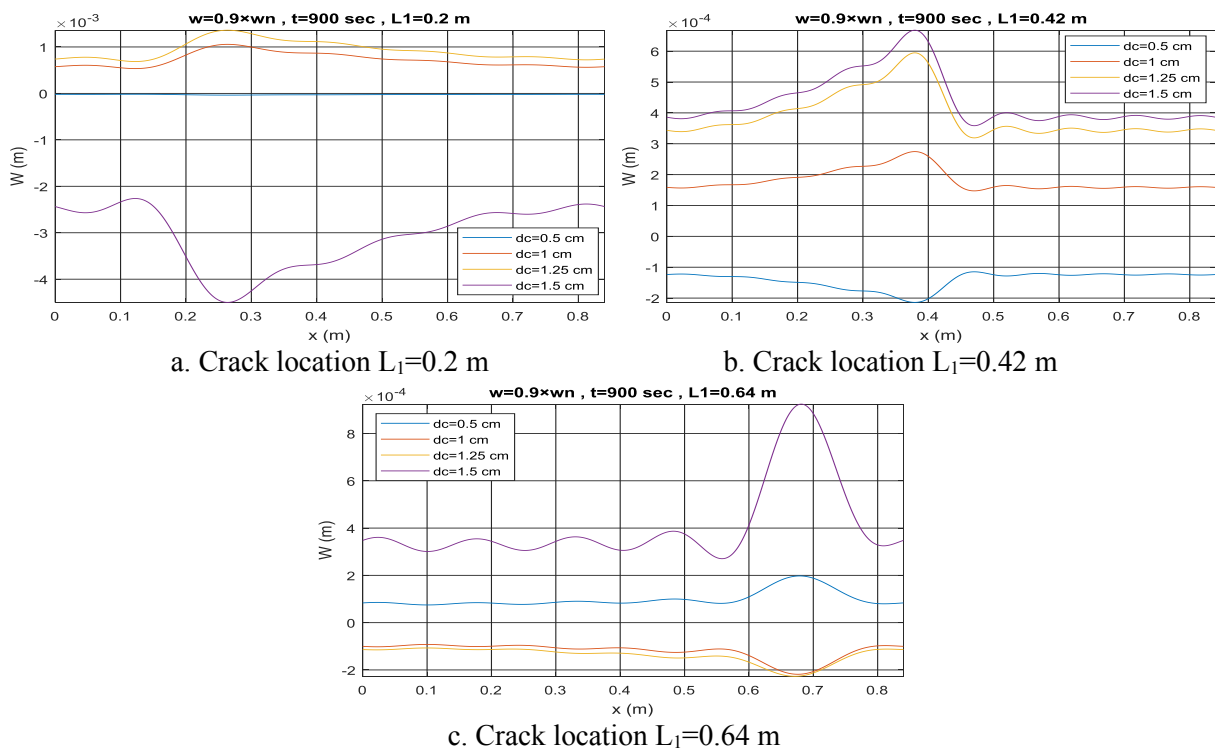 w=0.9×wn , t=900 sec , L1=0.2 m
×10⁻³
1
0
-1
-2
-3
-4
W (m)
dc=0.5 cm
dc=1 cm
dc=1.25 cm
dc=1.5 cm
0 0.1 0.2 0.3 0.4 0.5 0.6 0.7 0.8
x (m)
a. Crack location L₁=0.2 m
w=0.9×wn , t=900 sec , L1=0.42 m
×10⁻⁴
6
5
4
3
2
1
0
-1
-2
W (m)
dc=0.5 cm
dc=1 cm
dc=1.25 cm
dc=1.5 cm
0 0.1 0.2 0.3 0.4 0.5 0.6 0.7 0.8
x (m)
b. Crack location L₁=0.42 m
w=0.9×wn , t=900 sec , L1=0.64 m
×10⁻⁴
8
6
4
2
0
-2
W (m)
dc=0.5 cm
dc=1 cm
dc=1.25 cm
dc=1.5 cm
0 0.1 0.2 0.3 0.4 0.5 0.6 0.7 0.8
x (m)
c. Crack location L₁=0.64 m